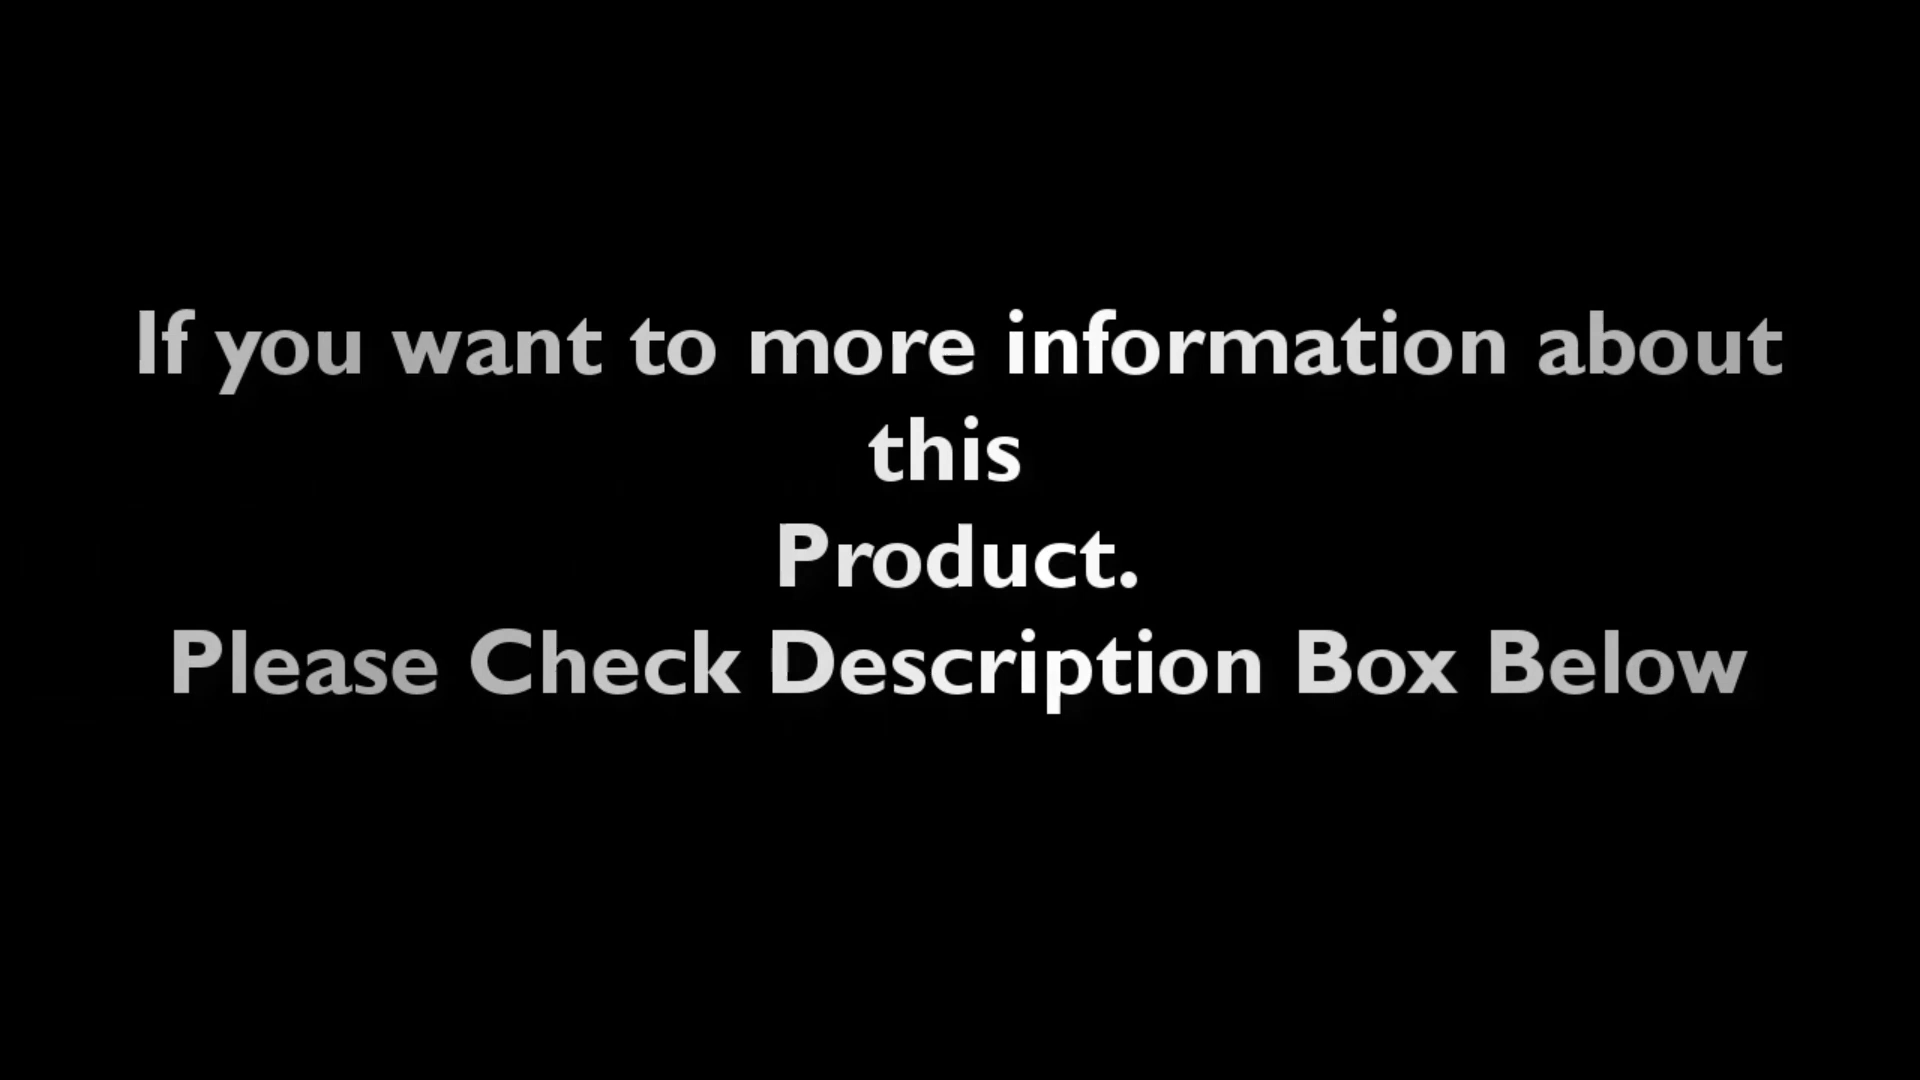 If you want to more information about
this
Product.
Please Check Description Box Below